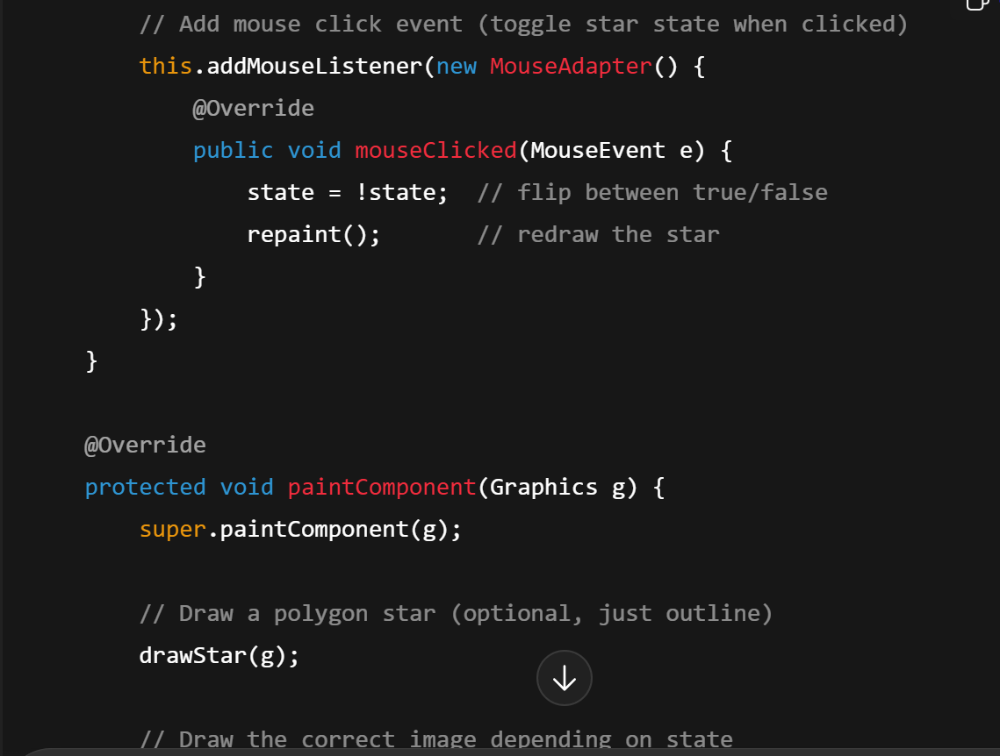 // Add mouse click event (toggle star state when clicked)
this.addMouseListener(new MouseAdapter() {
@Override
public void mouseClicked(MouseEvent e) {
state = !state;  // flip between true/false
repaint();       // redraw the star
}
});
}
@Override
protected void paintComponent(Graphics g) {
super.paintComponent(g);
// Draw a polygon star (optional, just outline)
drawStar(g);
// Draw the correct image depending on state